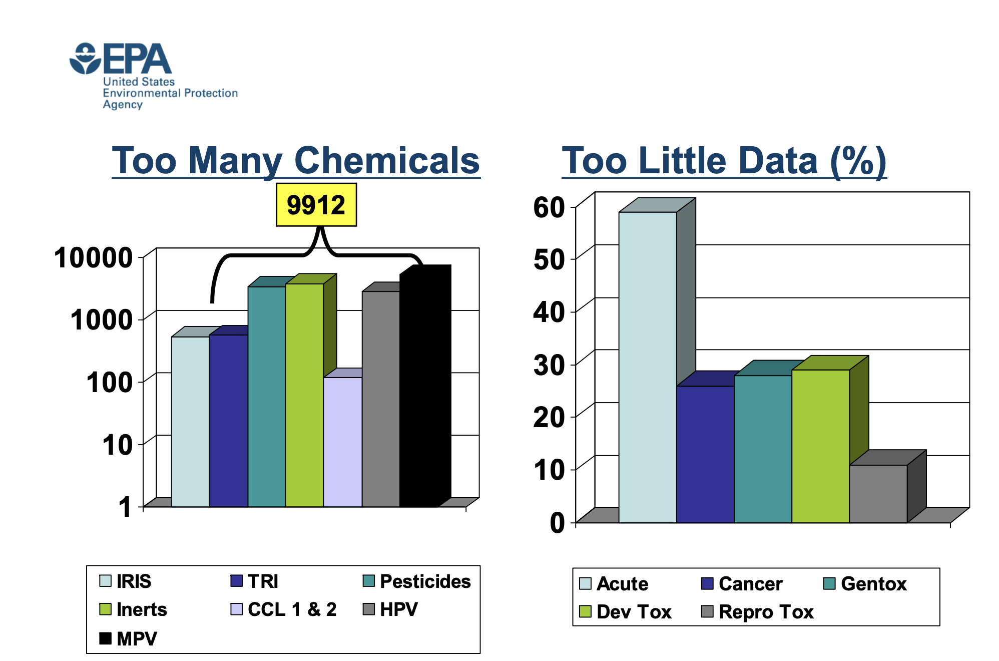 EPA
United States
Environmental Protection
Agency
Too Many Chemicals
9912
10000
1000
100
10
1
IRIS TRI Pesticides
Inerts CCL 1 & 2 HPV
MPV
Too Little Data (%)
60
50
40
30
20
10
0
Acute Cancer Gentox
Dev Tox Repro Tox